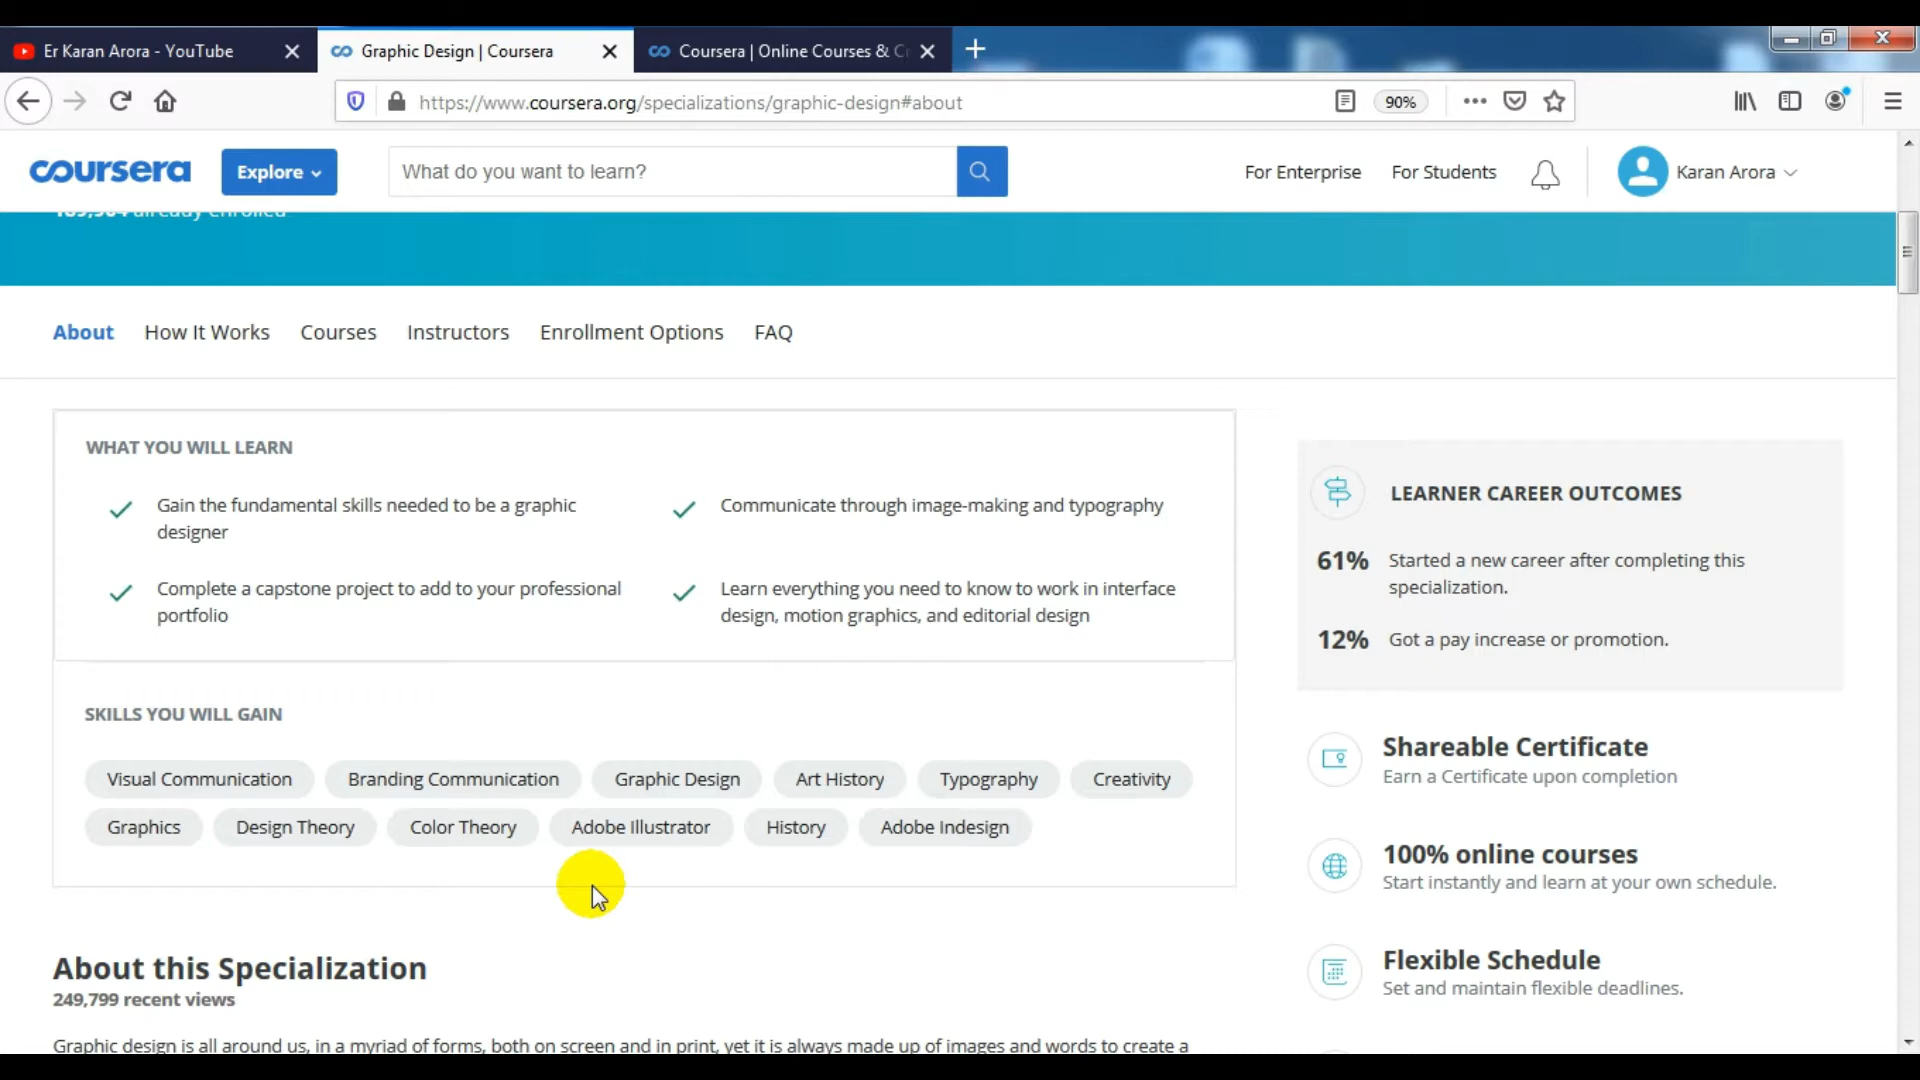 Er Karan Arora - YouTube
Graphic Design | Coursera
Coursera | Online Courses & C
https://www.coursera.org/specializations/graphic-design#about
90%
coursera
Explore
What do you want to learn?
For Enterprise
For Students
Karan Arora
already enrolled
About
How It Works
Courses
Instructors
Enrollment Options
FAQ
WHAT YOU WILL LEARN
Gain the fundamental skills needed to be a graphic
designer
Communicate through image-making and typography
Complete a capstone project to add to your professional
portfolio
Learn everything you need to know to work in interface
design, motion graphics, and editorial design
SKILLS YOU WILL GAIN
Visual Communication
Branding Communication
Graphic Design
Art History
Typography
Creativity
Graphics
Design Theory
Color Theory
Adobe Illustrator
History
Adobe Indesign
LEARNER CAREER OUTCOMES
61% Started a new career after completing this
specialization.
12% Got a pay increase or promotion.
Shareable Certificate
Earn a Certificate upon completion
100% online courses
Start instantly and learn at your own schedule.
Flexible Schedule
Set and maintain flexible deadlines.
About this Specialization
249,799 recent views
Graphic design is all around us, in a myriad of forms, both on screen and in print, yet it is always made up of images and words to create a